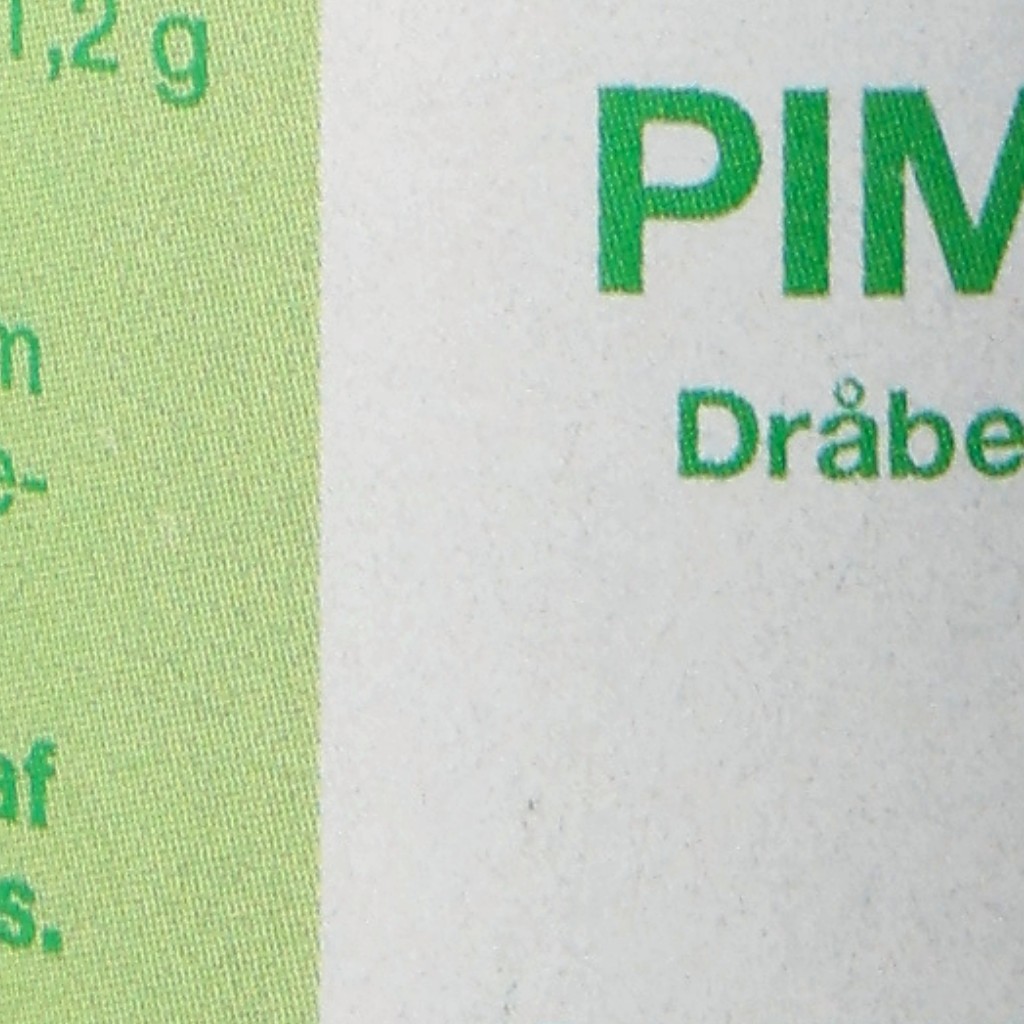 1,2 g
m
e-
af
s.
PIM
Dråbe